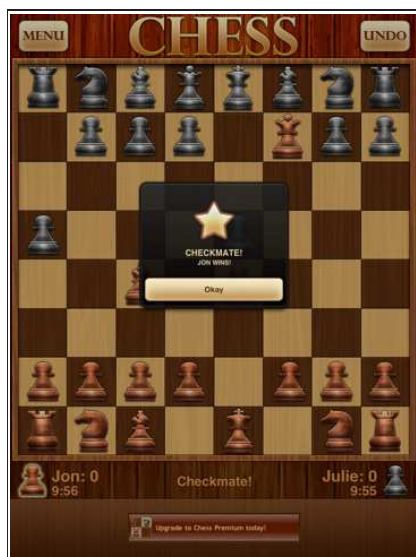 MENU
CHESS
UNDO
CHECKMATE!
JON WINS!
Okay
Jon: 0
9:56
Checkmate!
Julie: 0
9:55
Upgrade to Chess Premium today!